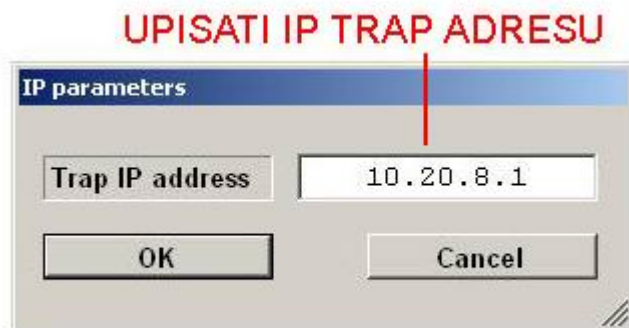 UPISATI IP TRAP ADRESU
IP parameters
Trap IP address
10.20.8.1
OK
Cancel